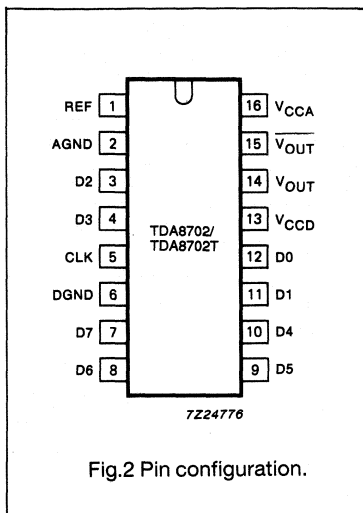 REF 1 16 VCCA
AGND 2 15 V̅O̅U̅T̅
D2 3 14 VOUT
D3 4 13 VCCD
TDA8702/
TDA8702T
CLK 5 12 D0
DGND 6 11 D1
D7 7 10 D4
D6 8 9 D5
7Z24776
Fig.2 Pin configuration.